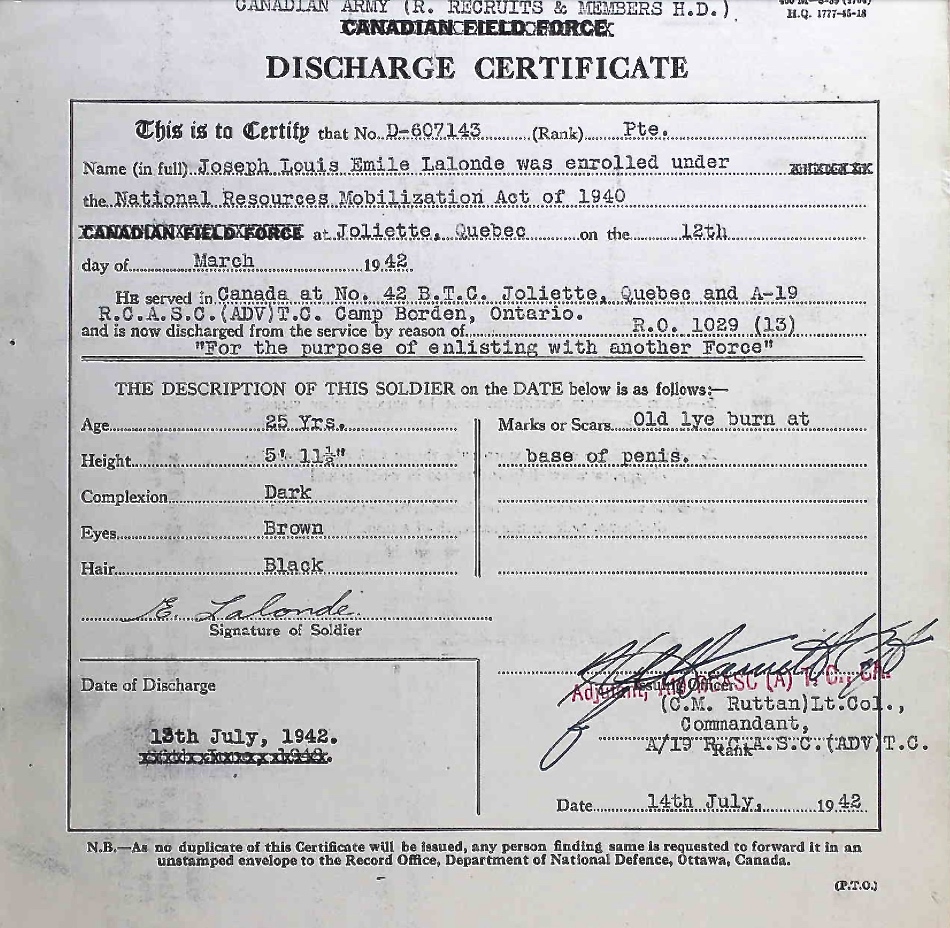 CANADIAN ARMY (R. RECRUITS & MEMBERS H.D.)
H.Q. 1777-45-18
CANADIAN FIELD FORCE
DISCHARGE CERTIFICATE
This is to Certify that No. D-607143 (Rank) Pte.
Name (in full) Joseph Louis Emile Lalonde was enrolled under
the National Resources Mobilization Act of 1940
CANADIAN FIELD FORCE at Joliette, Quebec on the 12th
day of March 1942
He served in Canada at No. 42 B.T.C. Joliette, Quebec and A-19
R.C.A.S.C.(ADV)T.C. Camp Borden, Ontario.
and is now discharged from the service by reason of R.O. 1029 (13)
"For the purpose of enlisting with another Force"
THE DESCRIPTION OF THIS SOLDIER on the DATE below is as follows:—
Age 25 Yrs.
Height 5' 11½"
Complexion Dark
Eyes Brown
Hair Black
Marks or Scars Old lye burn at
base of penis.
E. Lalonde.
Signature of Soldier
Date of Discharge
13th July, 1942.
Issuing Officer
Adjutant, RCASC (A) T.C., CA.
(C.M. Ruttan)Lt.Col.,
Commandant,
A/19 R.C.A.S.C.(ADV)T.C.
Rank
Date 14th July, 1942
N.B.—As no duplicate of this Certificate will be issued, any person finding same is requested to forward it in an
unstamped envelope to the Record Office, Department of National Defence, Ottawa, Canada.
(P.T.O.)